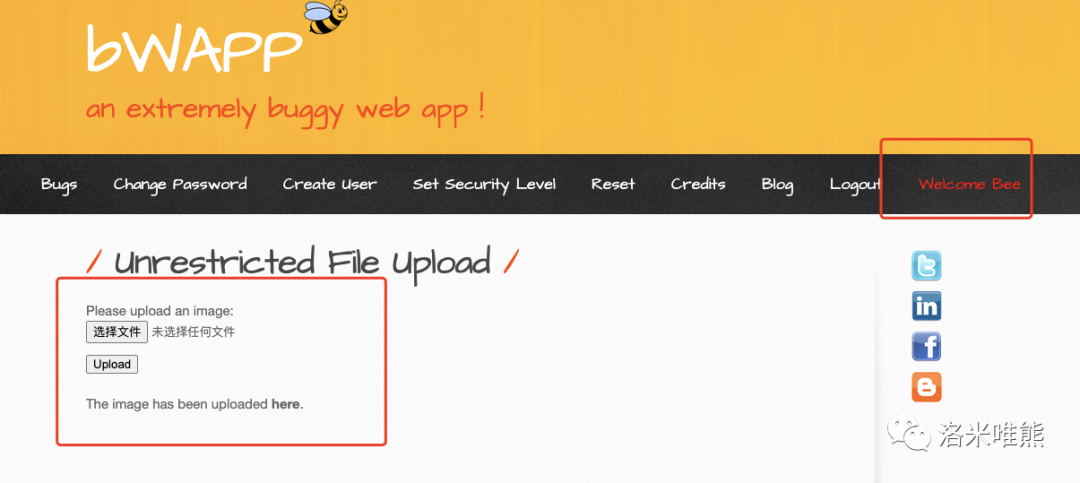 bWAPP
an extremely buggy web app !
Bugs Change Password Create User Set Security Level Reset Credits Blog Logout Welcome Bee
/ Unrestricted File Upload /
Please upload an image:
选择文件 未选择任何文件
Upload
The image has been uploaded here.
洛米唯熊